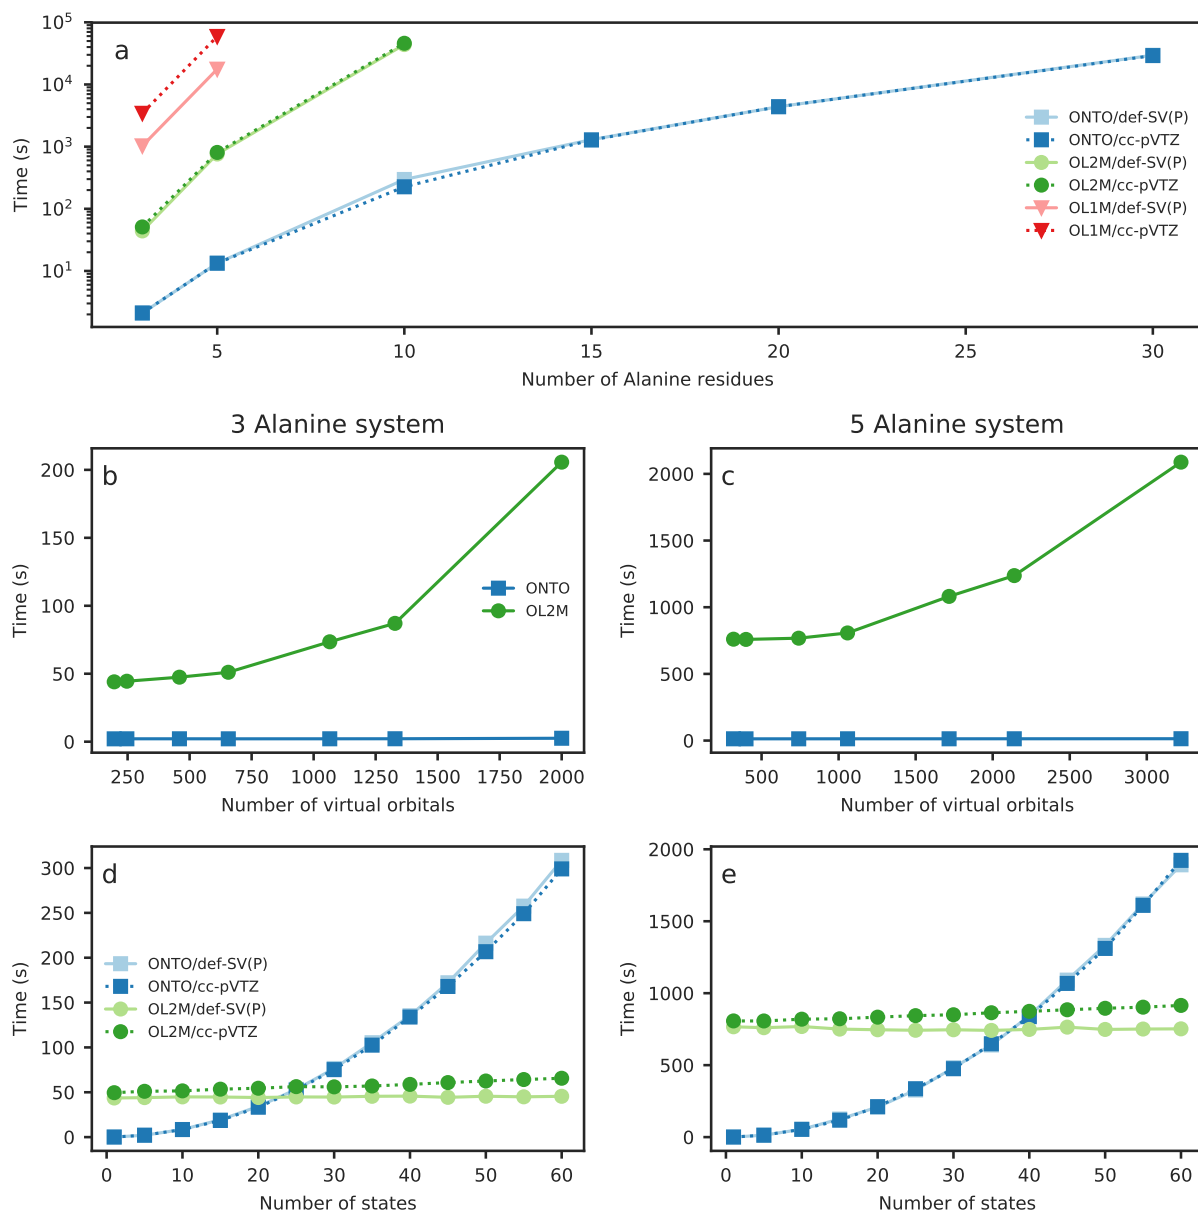 a
Time (s)
10^5
10^4
10^3
10^2
10^1
5
10
15
20
25
30
Number of Alanine residues
ONTO/def-SV(P)
ONTO/cc-pVTZ
OL2M/def-SV(P)
OL2M/cc-pVTZ
OL1M/def-SV(P)
OL1M/cc-pVTZ
3 Alanine system
b
Time (s)
200
150
100
50
0
250
500
750
1000
1250
1500
1750
2000
Number of virtual orbitals
ONTO
OL2M
5 Alanine system
c
Time (s)
2000
1500
1000
500
0
500
1000
1500
2000
2500
3000
Number of virtual orbitals
d
Time (s)
300
250
200
150
100
50
0
0
10
20
30
40
50
60
Number of states
ONTO/def-SV(P)
ONTO/cc-pVTZ
OL2M/def-SV(P)
OL2M/cc-pVTZ
e
Time (s)
2000
1500
1000
500
0
0
10
20
30
40
50
60
Number of states